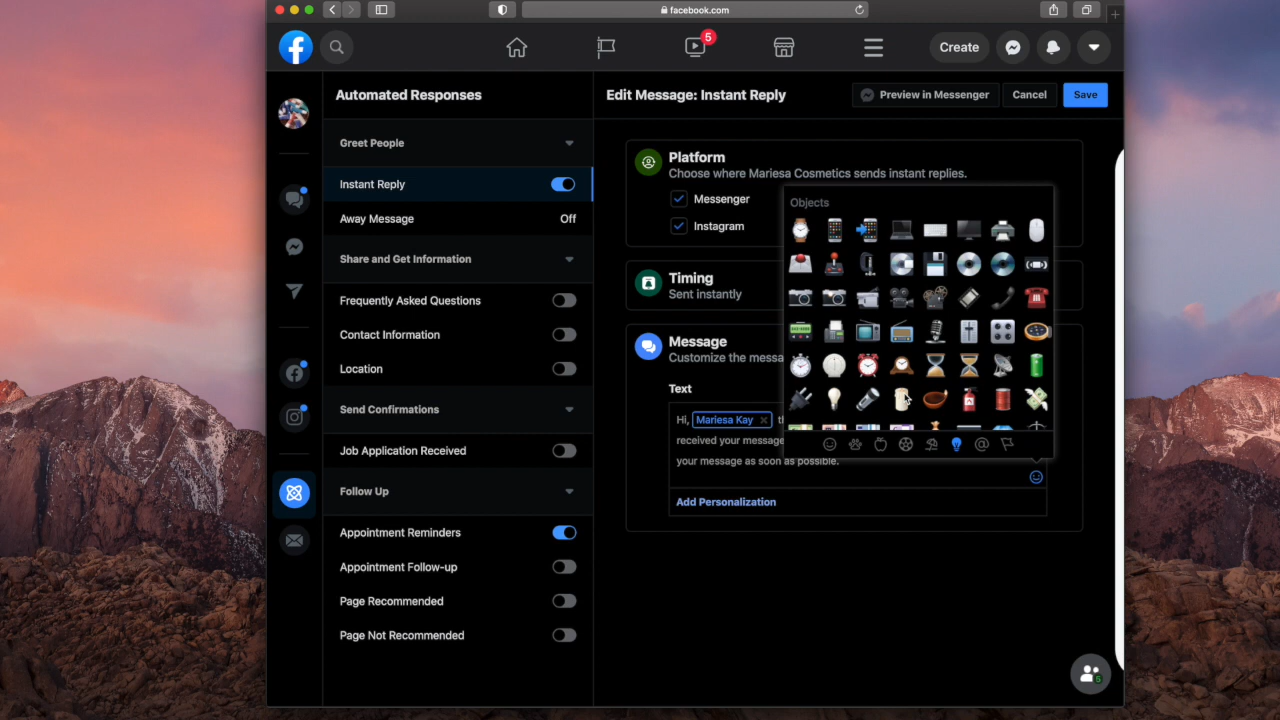 facebook.com
5
Create
Automated Responses
Edit Message: Instant Reply
Preview in Messenger
Cancel
Save
Greet People
Instant Reply
Away Message
Off
Share and Get Information
Frequently Asked Questions
Contact Information
Location
Send Confirmations
Job Application Received
Follow Up
Appointment Reminders
Appointment Follow-up
Page Recommended
Page Not Recommended
Platform
Choose where Mariesa Cosmetics sends instant replies.
Messenger
Instagram
Objects
Timing
Sent instantly
Message
Customize the
Text
Hi, Mariesa Kay
received your message
your message as soon as possible.
Add Personalization
5